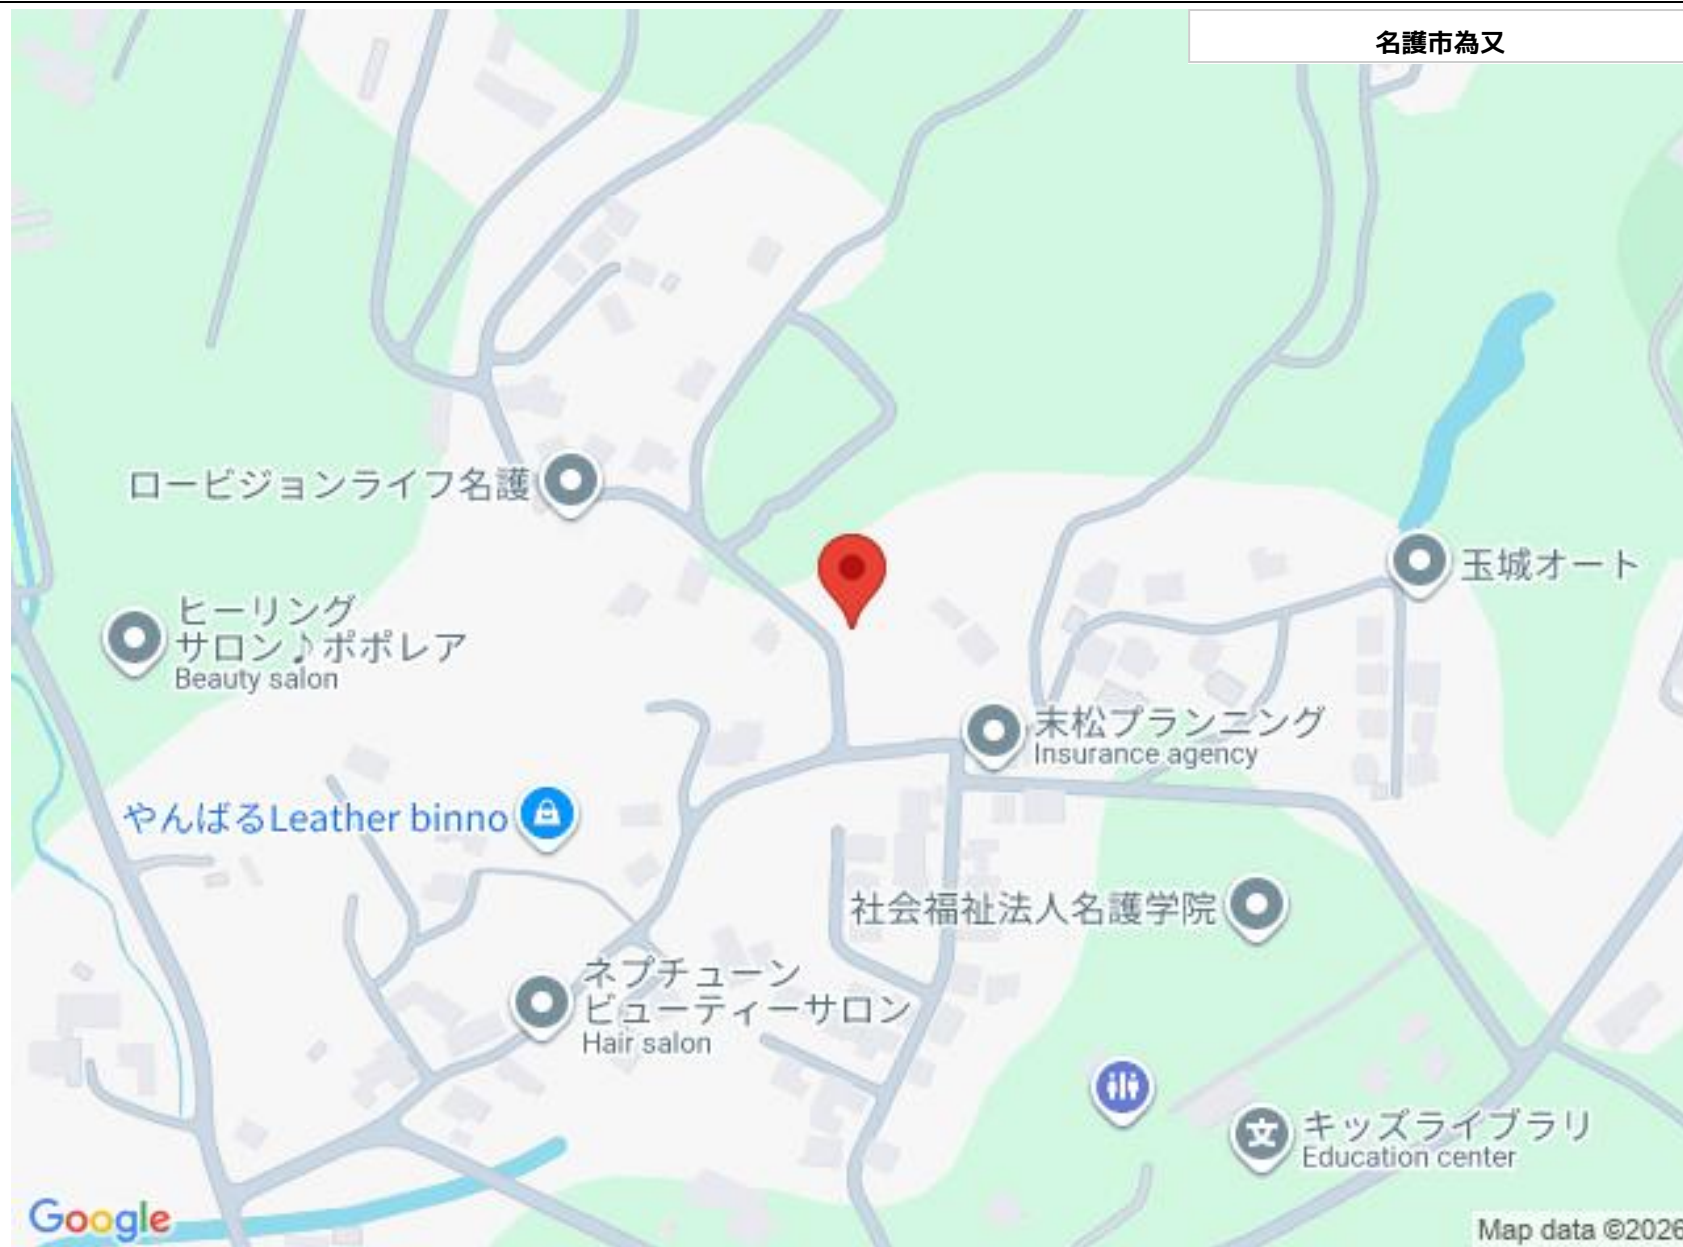 名護市為又
ロービジョンライフ名護
玉城オート
ヒーリング
サロン♪ポポレア
Beauty salon
末松プランニング
Insurance agency
やんばるLeather binno
社会福祉法人名護学院
ネプチューン
ビューティーサロン
Hair salon
キッズライブラリ
Education center
Google
Map data ©2026